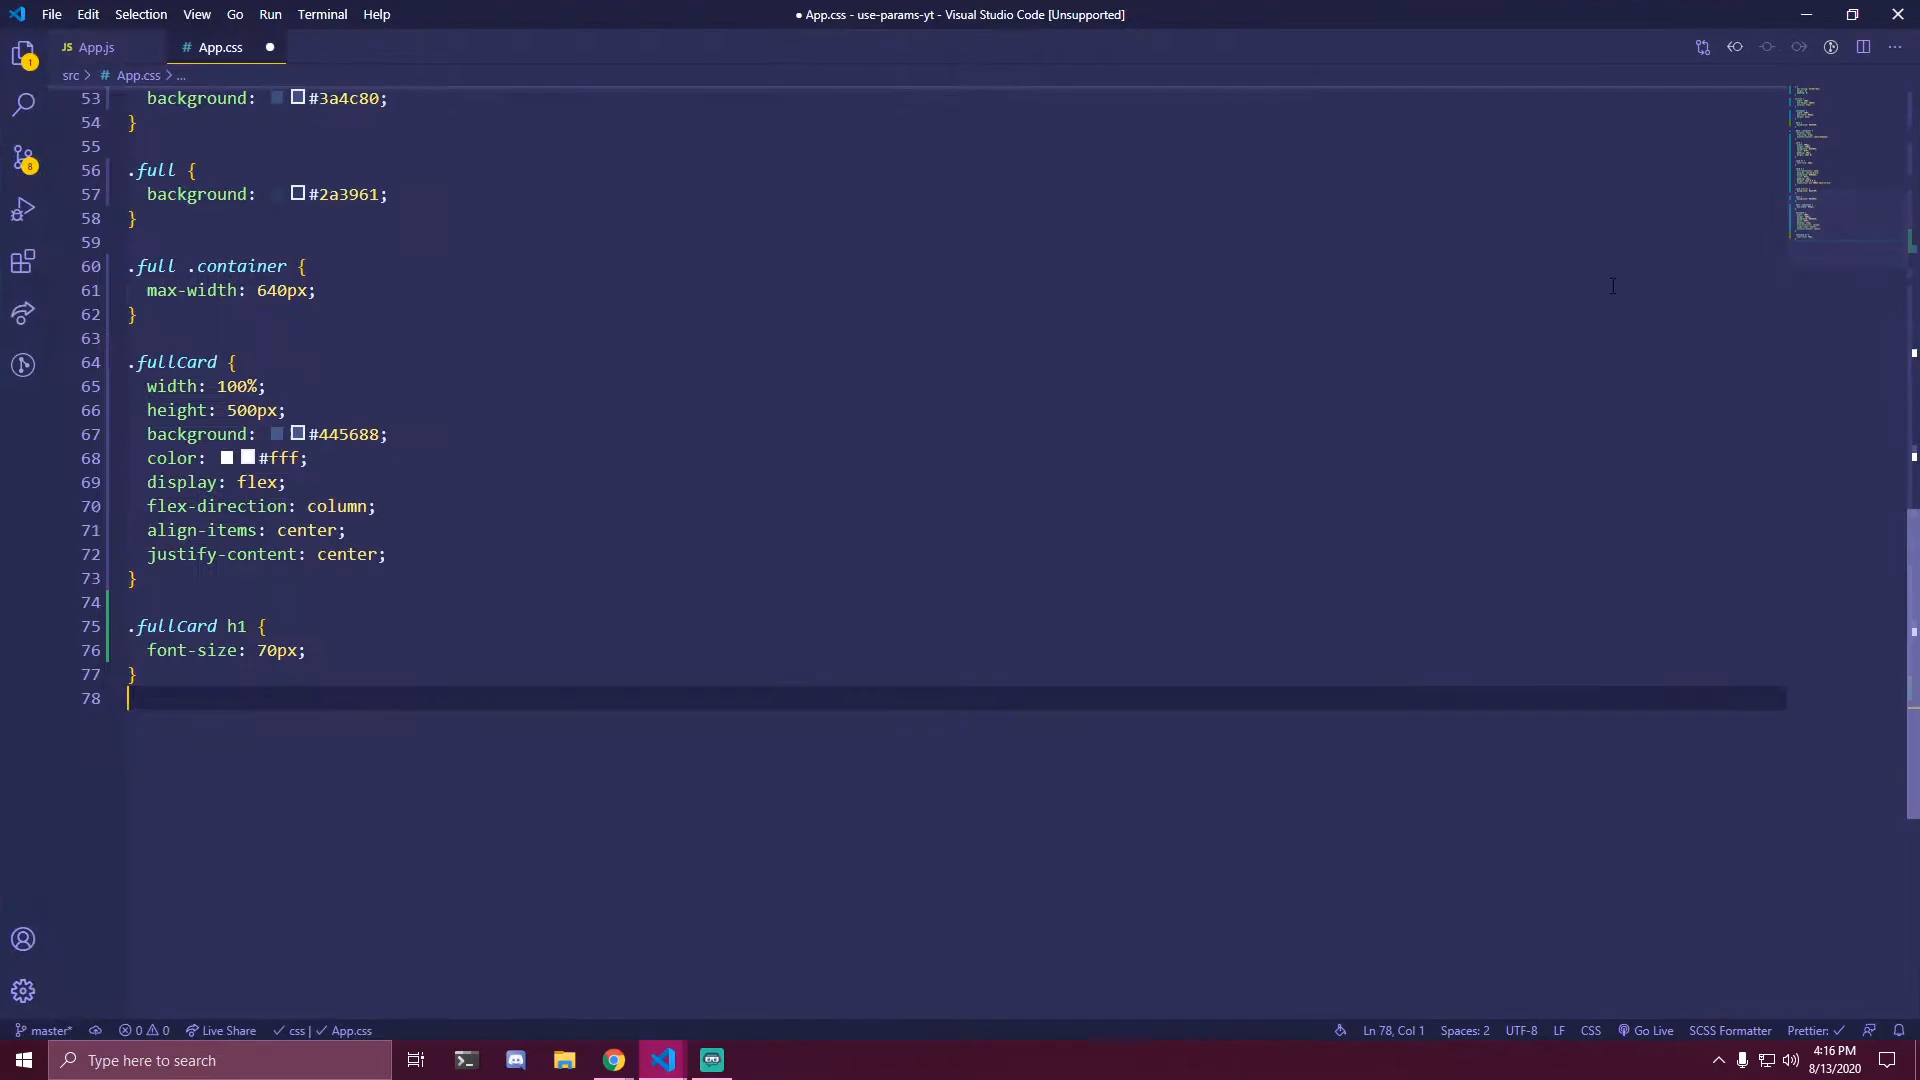 File Edit Selection View Go Run Terminal Help
● App.css - use-params-yt - Visual Studio Code [Unsupported]
JS App.js
# App.css ●
src > # App.css > ...
53 background: #3a4c80;
54 }
55
56 .full {
57 background: #2a3961;
58 }
59
60 .full .container {
61 max-width: 640px;
62 }
63
64 .fullCard {
65 width: 100%;
66 height: 500px;
67 background: #445688;
68 color: #fff;
69 display: flex;
70 flex-direction: column;
71 align-items: center;
72 justify-content: center;
73 }
74
75 .fullCard h1 {
76 font-size: 70px;
77 }
78
1
8
master* 0 0 Live Share ✓ css | ✓ App.css
Ln 78, Col 1 Spaces: 2 UTF-8 LF CSS Go Live SCSS Formatter Prettier: ✓
Type here to search
4:16 PM
8/13/2020